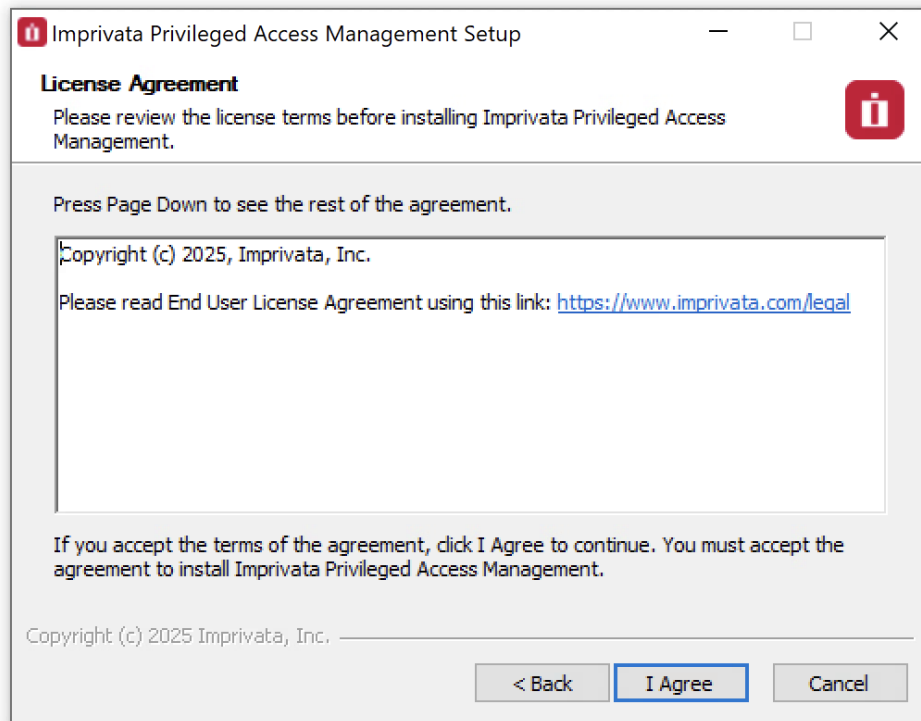 Imprivata Privileged Access Management Setup
License Agreement
Please review the license terms before installing Imprivata Privileged Access
Management.
Press Page Down to see the rest of the agreement.
Copyright (c) 2025, Imprivata, Inc.
Please read End User License Agreement using this link: https://www.imprivata.com/legal
If you accept the terms of the agreement, click I Agree to continue. You must accept the
agreement to install Imprivata Privileged Access Management.
Copyright (c) 2025 Imprivata, Inc.
< Back I Agree Cancel